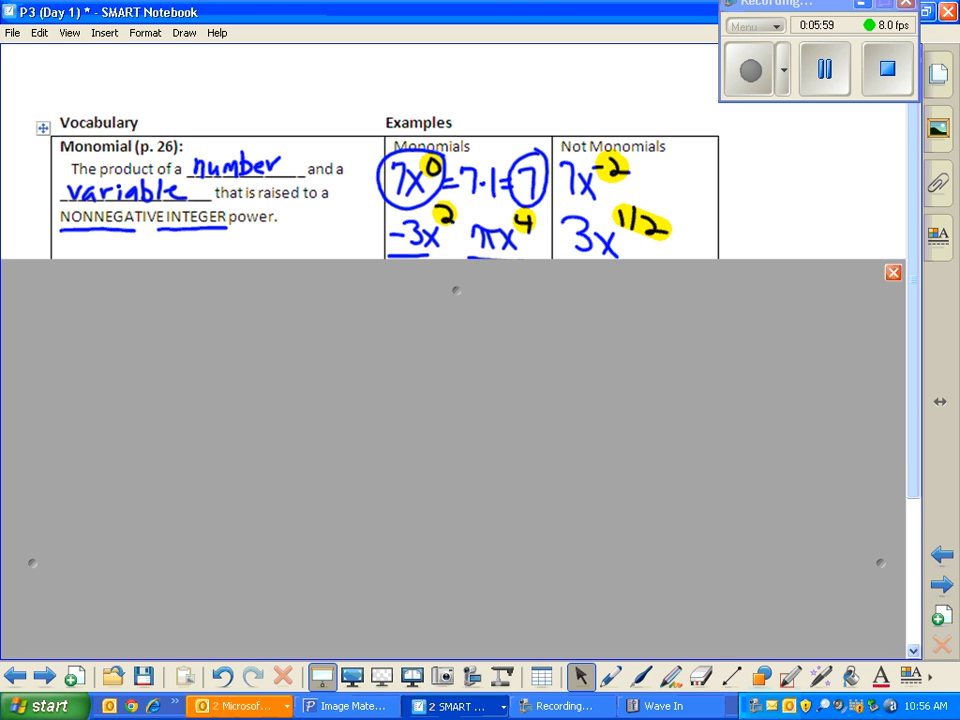 P3 (Day 1) * - SMART Notebook
Recording...
File Edit View Insert Format Draw Help
Menu
0:05:59
8.0 fps
Vocabulary
Examples
Monomial (p. 26):
The product of a number and a
variable that is raised to a
NONNEGATIVE INTEGER power.
Monomials
7x⁰=7·1=7
-3x² πx⁴
Not Monomials
7x⁻²
3x^1/2
start
2 Microsof...
Image Mate...
2 SMART ...
Recording...
Wave In
10:56 AM